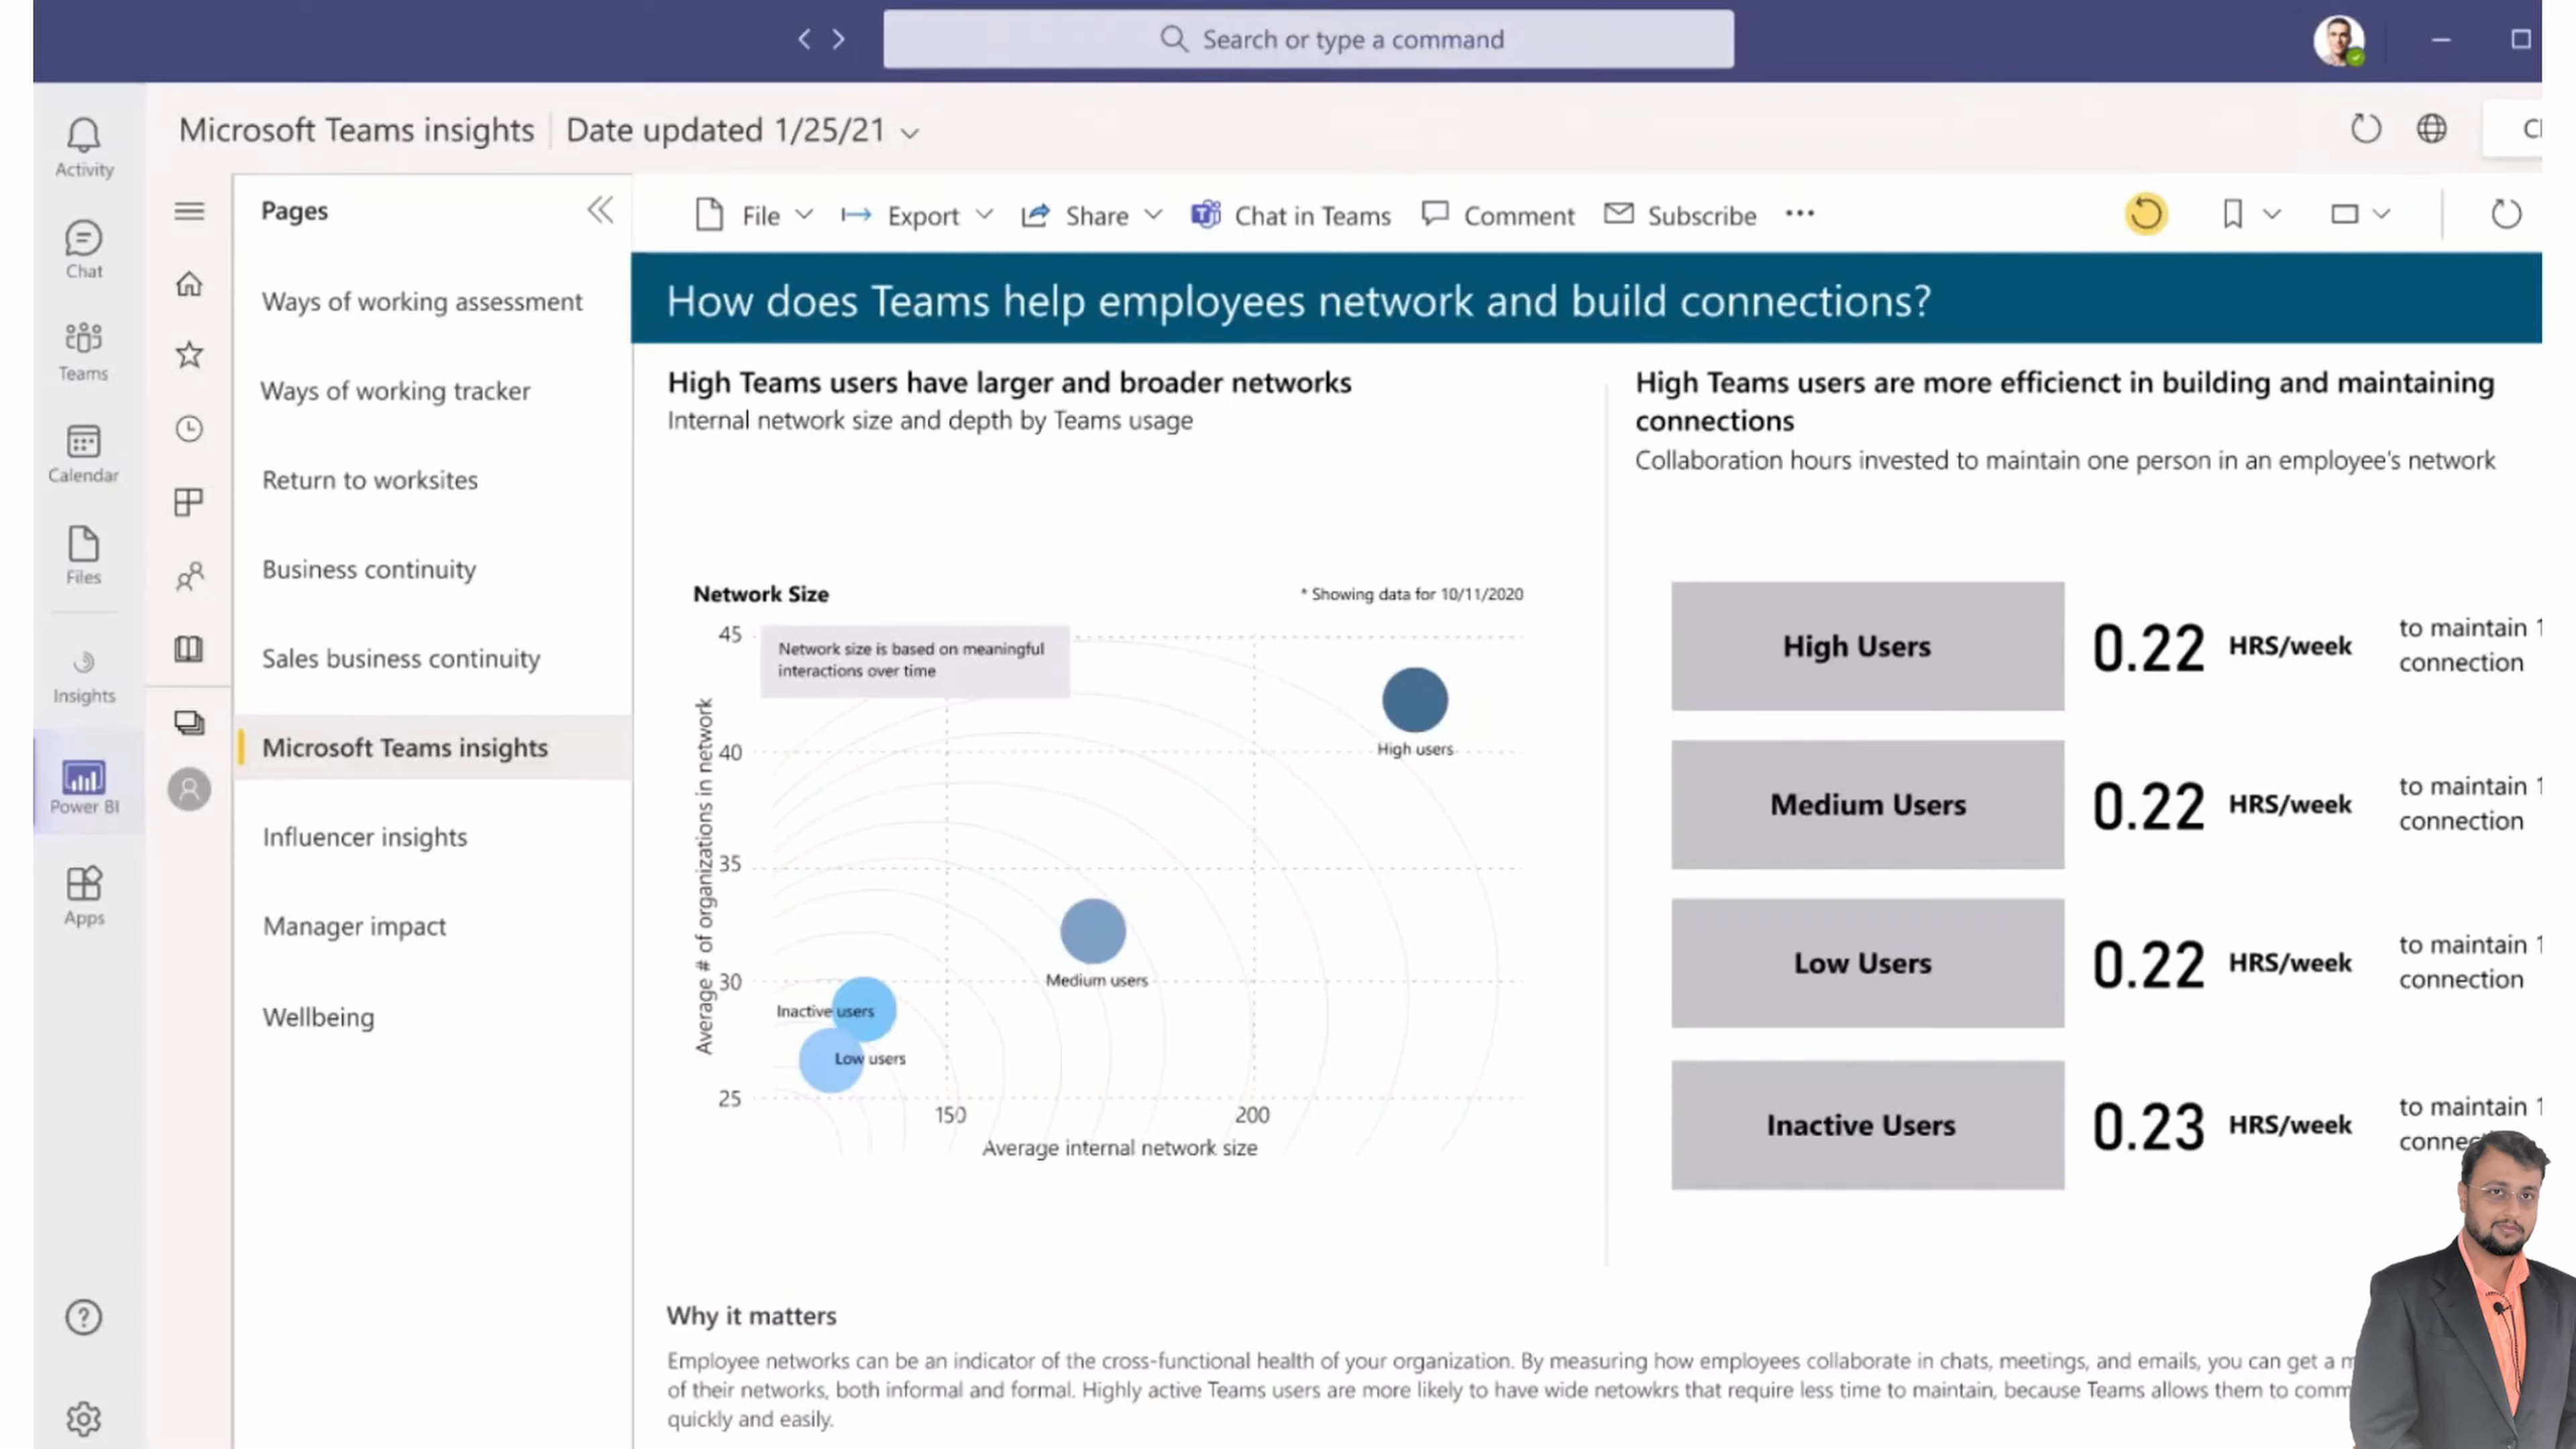 Search or type a command
Microsoft Teams insights
Date updated 1/25/21
Activity
Chat
Teams
Calendar
Files
Insights
Power BI
Apps
Pages
Ways of working assessment
Ways of working tracker
Return to worksites
Business continuity
Sales business continuity
Microsoft Teams insights
Influencer insights
Manager impact
Wellbeing
File
Export
Share
Chat in Teams
Comment
Subscribe
How does Teams help employees network and build connections?
High Teams users have larger and broader networks
Internal network size and depth by Teams usage
Network Size
* Showing data for 10/11/2020
Network size is based on meaningful
interactions over time
Average # of organizations in network
45
40
35
30
25
High users
Medium users
Inactive users
Low users
150
200
Average internal network size
High Teams users are more efficienct in building and maintaining
connections
Collaboration hours invested to maintain one person in an employee's network
High Users 0.22 HRS/week to maintain 1
connection
Medium Users 0.22 HRS/week to maintain 1
connection
Low Users 0.22 HRS/week to maintain 1
connection
Inactive Users 0.23 HRS/week to maintain 1
Why it matters
Employee networks can be an indicator of the cross-functional health of your organization. By measuring how employees collaborate in chats, meetings, and emails, you can get a
of their networks, both informal and formal. Highly active Teams users are more likely to have wide netowkrs that require less time to maintain, because Teams allows them to
quickly and easily.